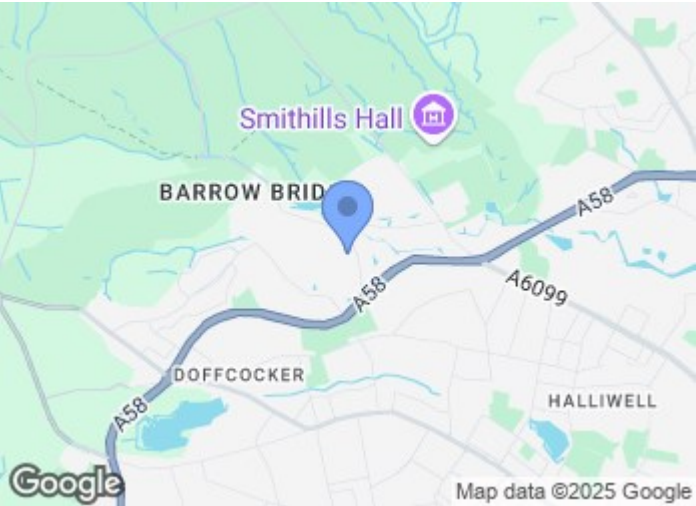 Smithills Hall
BARROW BRID
A58
A58
A6099
DOFFCOCKER
HALLIWELL
A58
Google
Map data ©2025 Google